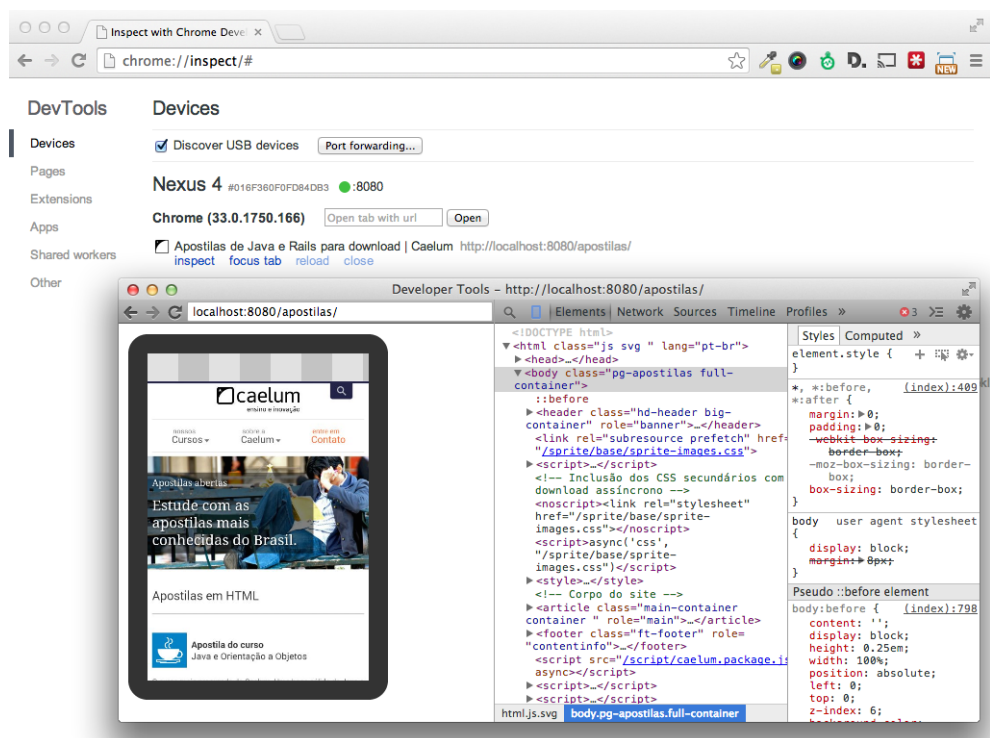 Inspect with Chrome Deve
chrome://inspect/#
NEW
DevTools
Devices
Pages
Extensions
Apps
Shared workers
Other
Devices
Discover USB devices
Port forwarding...
Nexus 4 #016F360F0FD84DB3 :8080
Chrome (33.0.1750.166)
Open tab with url
Open
Apostilas de Java e Rails para download | Caelum http://localhost:8080/apostilas/
inspect focus tab reload close
Developer Tools – http://localhost:8080/apostilas/
localhost:8080/apostilas/
caelum
ensino e inovação
nossos
Cursos
sobre a
Caelum
entre em
Contato
Apostilas abertas
Estude com as
apostilas mais
conhecidas do Brasil.
Apostilas em HTML
Apostila do curso
Java e Orientação a Objetos
Elements Network Sources Timeline Profiles » 3
<!DOCTYPE html>
<html class="js svg " lang="pt-br">
<head>…</head>
<body class="pg-apostilas full-
container">
::before
<header class="hd-header big-
container" role="banner">…</header>
<link rel="subresource prefetch" href=
"/sprite/base/sprite-images.css">
<script>…</script>
<!-- Inclusão dos CSS secundários com
download assíncrono -->
<noscript><link rel="stylesheet"
href="/sprite/base/sprite-
images.css"></noscript>
<script>async('css',
"/sprite/base/sprite-
images.css")</script>
<style>…</style>
<!-- Corpo do site -->
<article class="main-container
container " role="main">…</article>
<footer class="ft-footer" role=
"contentinfo">…</footer>
<script src="/script/caelum.package.js
async></script>
<script>…</script>
<script>…</script>
html.js.svg body.pg-apostilas.full-container
Styles Computed »
element.style {
}
*, *:before, (index):409
*:after {
margin: 0;
padding: 0;
-webkit-box-sizing:
border-box;
-moz-box-sizing: border-
box;
box-sizing: border-box;
}
body user agent stylesheet
{
display: block;
margin: 8px;
}
Pseudo ::before element
body:before { (index):798
content: '';
display: block;
height: 0.25em;
width: 100%;
position: absolute;
left: 0;
top: 0;
z-index: 6;